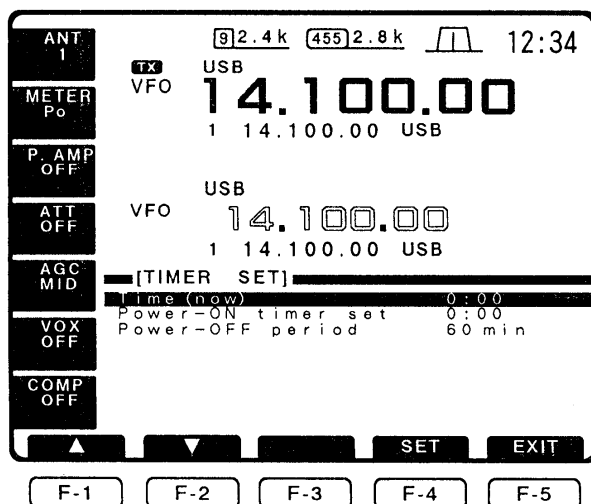 ANT
1
METER
Po
P. AMP
OFF
ATT
OFF
AGC
MID
VOX
OFF
COMP
OFF
9 2.4k 455 2.8k 12:34
TX USB
VFO 14.100.00
1 14.100.00 USB
USB
VFO 14.100.00
1 14.100.00 USB
[TIMER SET]
Time (now) 0:00
Power-ON timer set 0:00
Power-OFF period 60 min
▲ ▼ SET EXIT
F-1 F-2 F-3 F-4 F-5